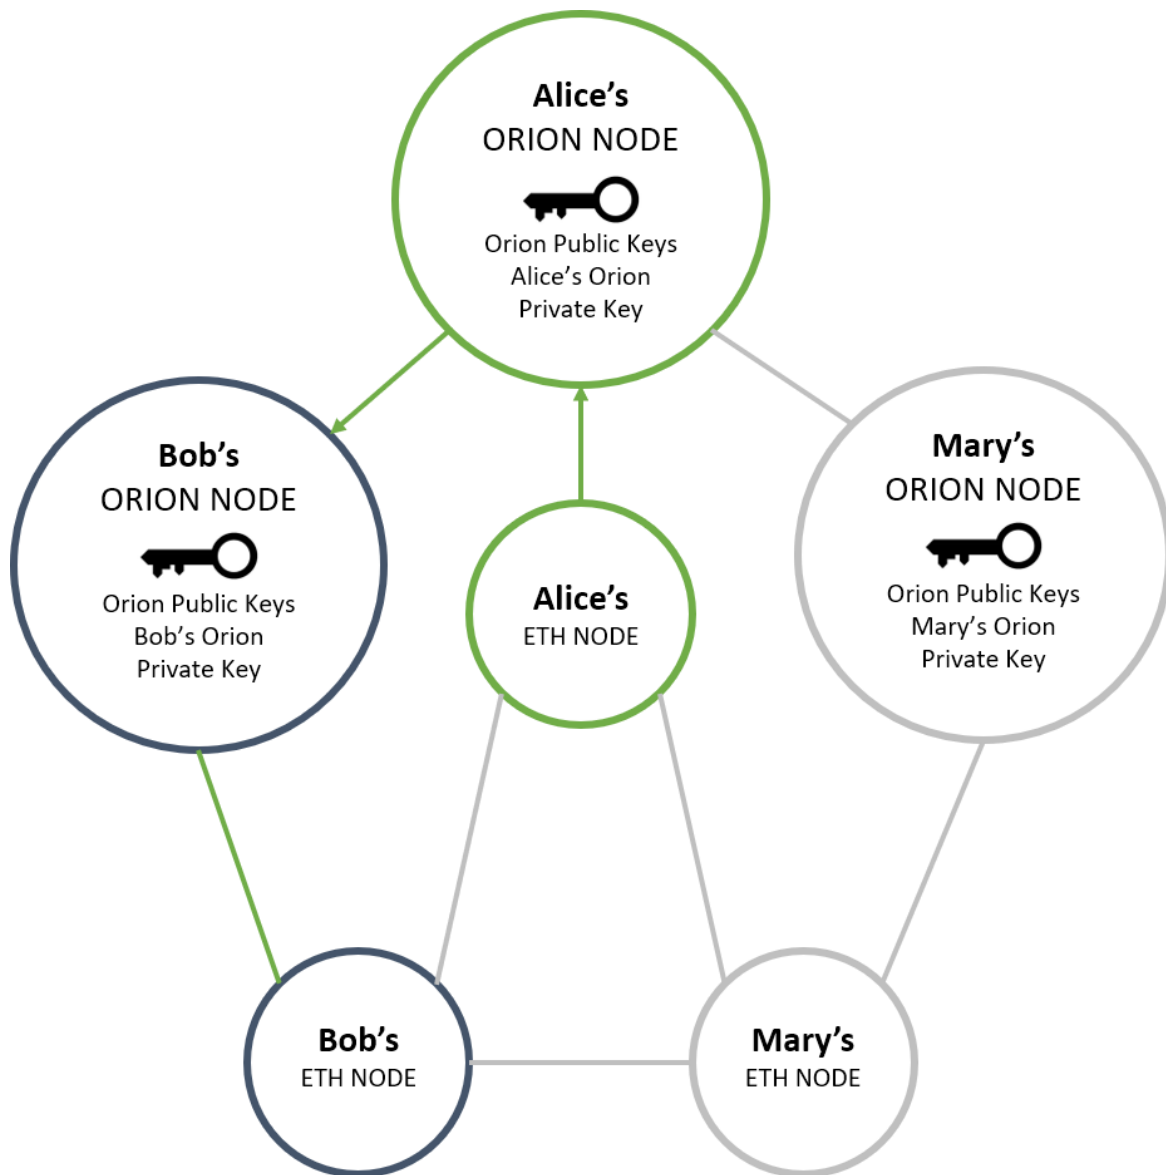 Alice’s
ORION NODE
Orion Public Keys
Alice’s Orion
Private Key
Bob’s
ORION NODE
Orion Public Keys
Bob’s Orion
Private Key
Mary’s
ORION NODE
Orion Public Keys
Mary’s Orion
Private Key
Alice’s
ETH NODE
Bob’s
ETH NODE
Mary’s
ETH NODE